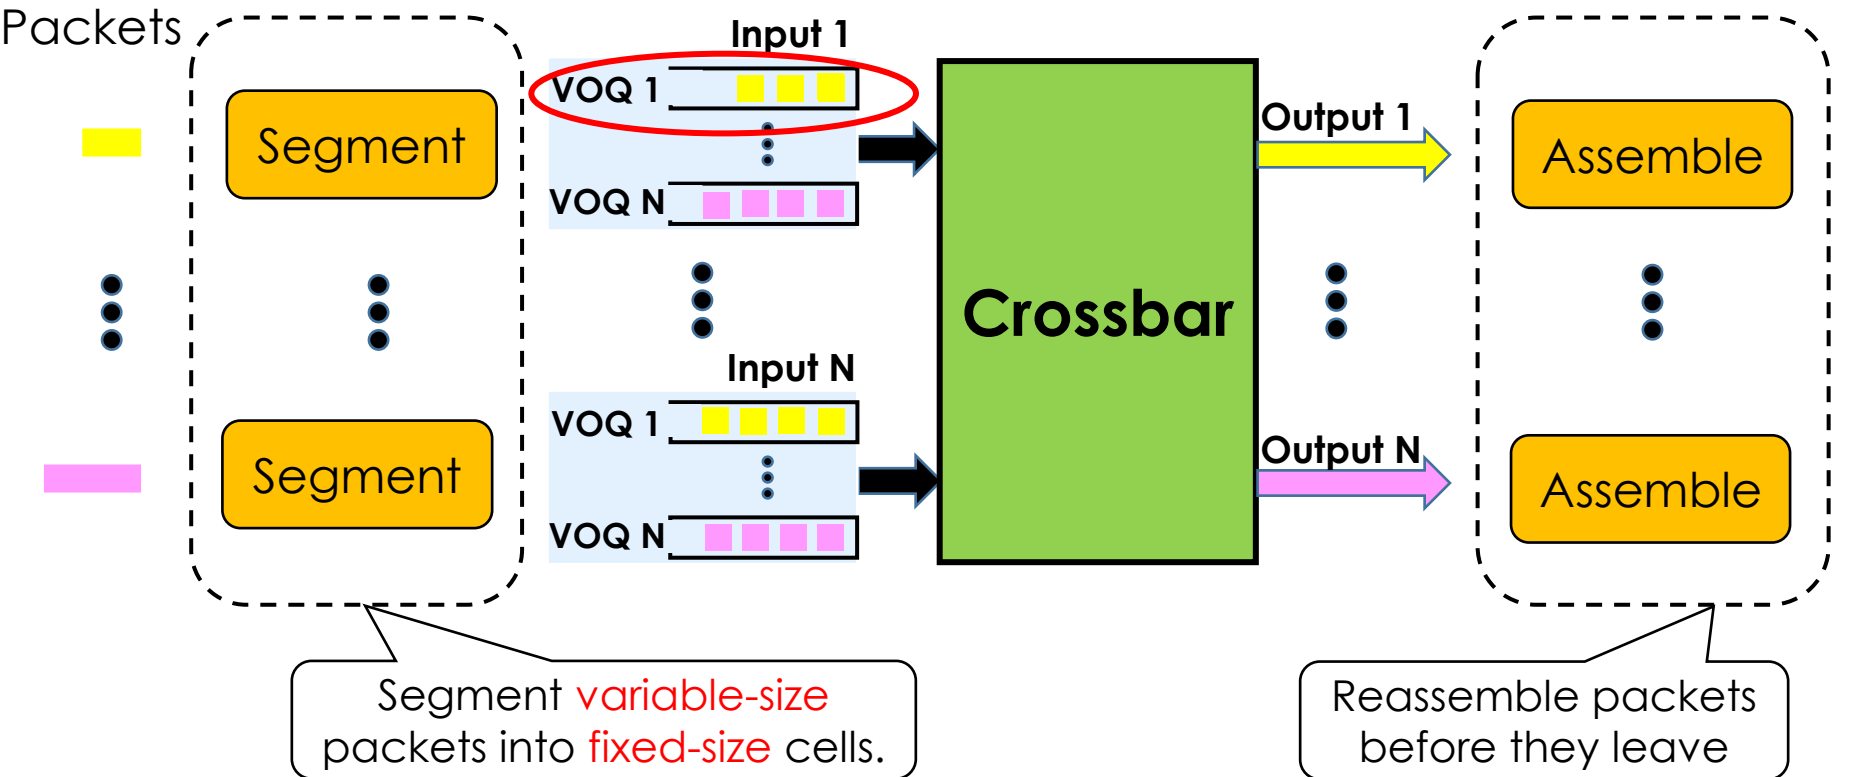 Packets
Segment
Segment
Input 1
VOQ 1
VOQ N
Input N
VOQ 1
VOQ N
Crossbar
Output 1
Output N
Assemble
Assemble
Segment variable-size
packets into fixed-size cells.
Reassemble packets
before they leave